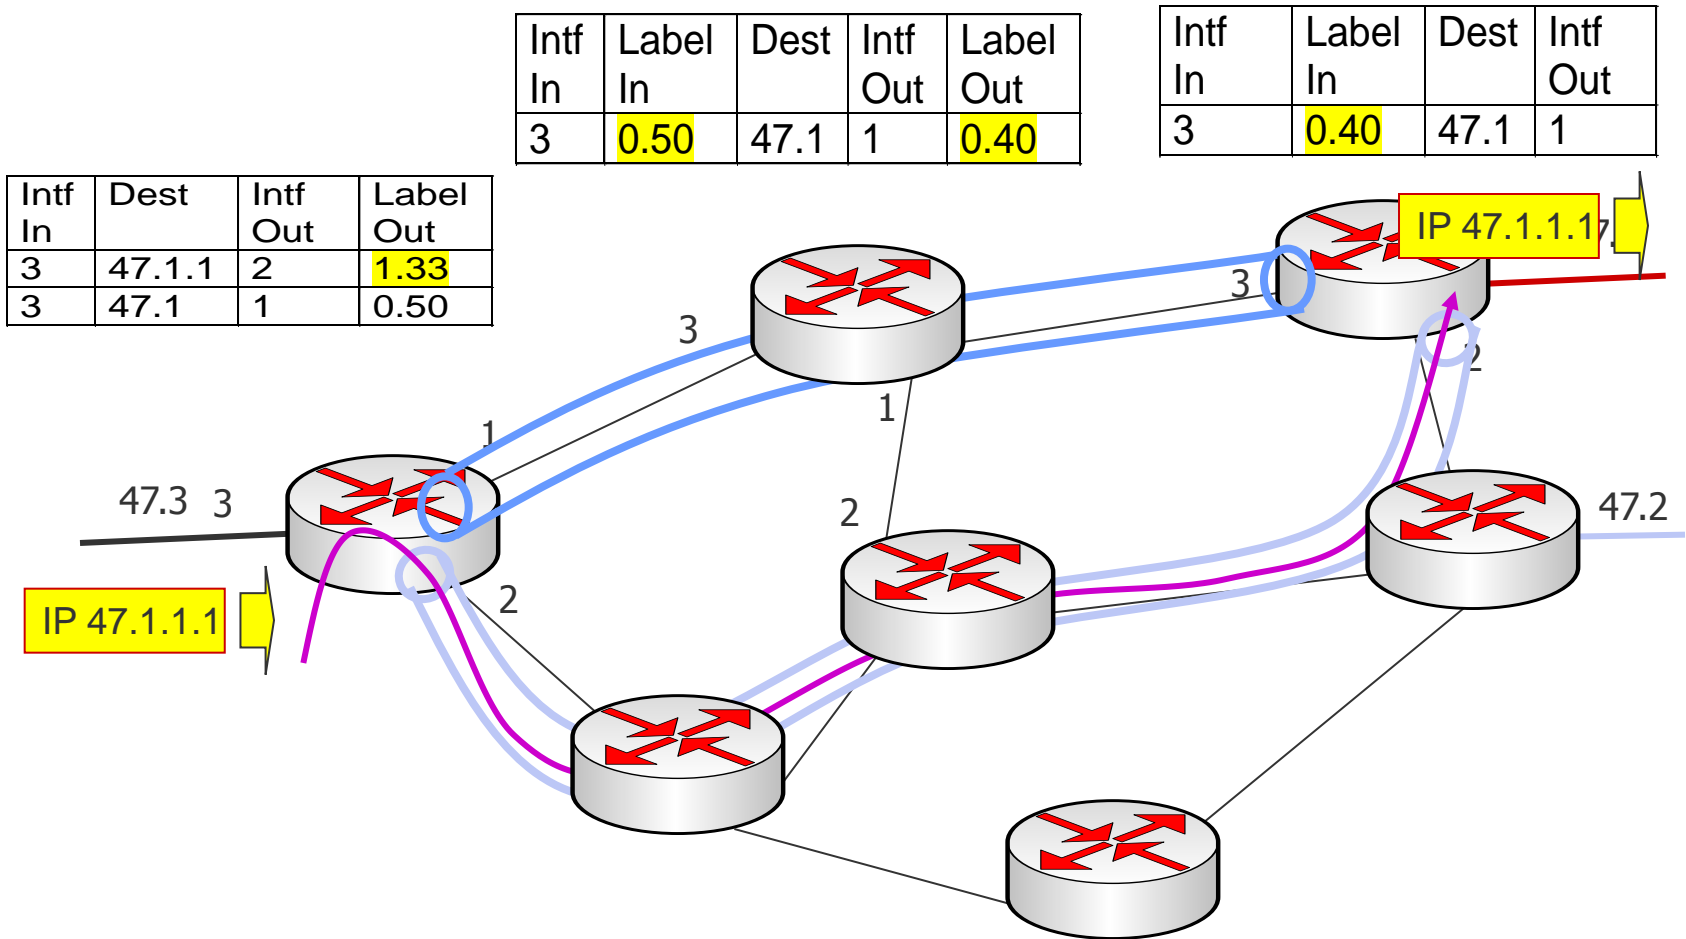 Intf Label Dest Intf Label
In In Out Out
3 0.50 47.1 1 0.40
Intf Label Dest Intf
In In Out
3 0.40 47.1 1
Intf Dest Intf Label
In Out Out
3 47.1.1 2 1.33
3 47.1 1 0.50
IP 47.1.1.1
3
3
2
1
1
47.3 3
2
47.2
2
IP 47.1.1.1